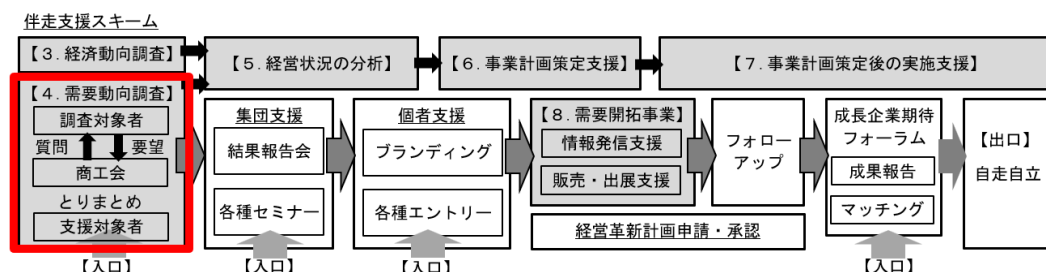 伴走支援スキーム
【3.経済動向調査】
【5.経営状況の分析】
【6.事業計画策定支援】
【7.事業計画策定後の実施支援】
【4.需要動向調査】
調査対象者
質問
要望
商工会
とりまとめ
支援対象者
【入口】
集団支援
結果報告会
各種セミナー
【入口】
個者支援
ブランディング
各種エントリー
【入口】
【8.需要開拓事業】
情報発信支援
販売・出展支援
フォロー
アップ
経営革新計画申請・承認
成長企業期待
フォーラム
成果報告
マッチング
【入口】
【出口】
自走自立